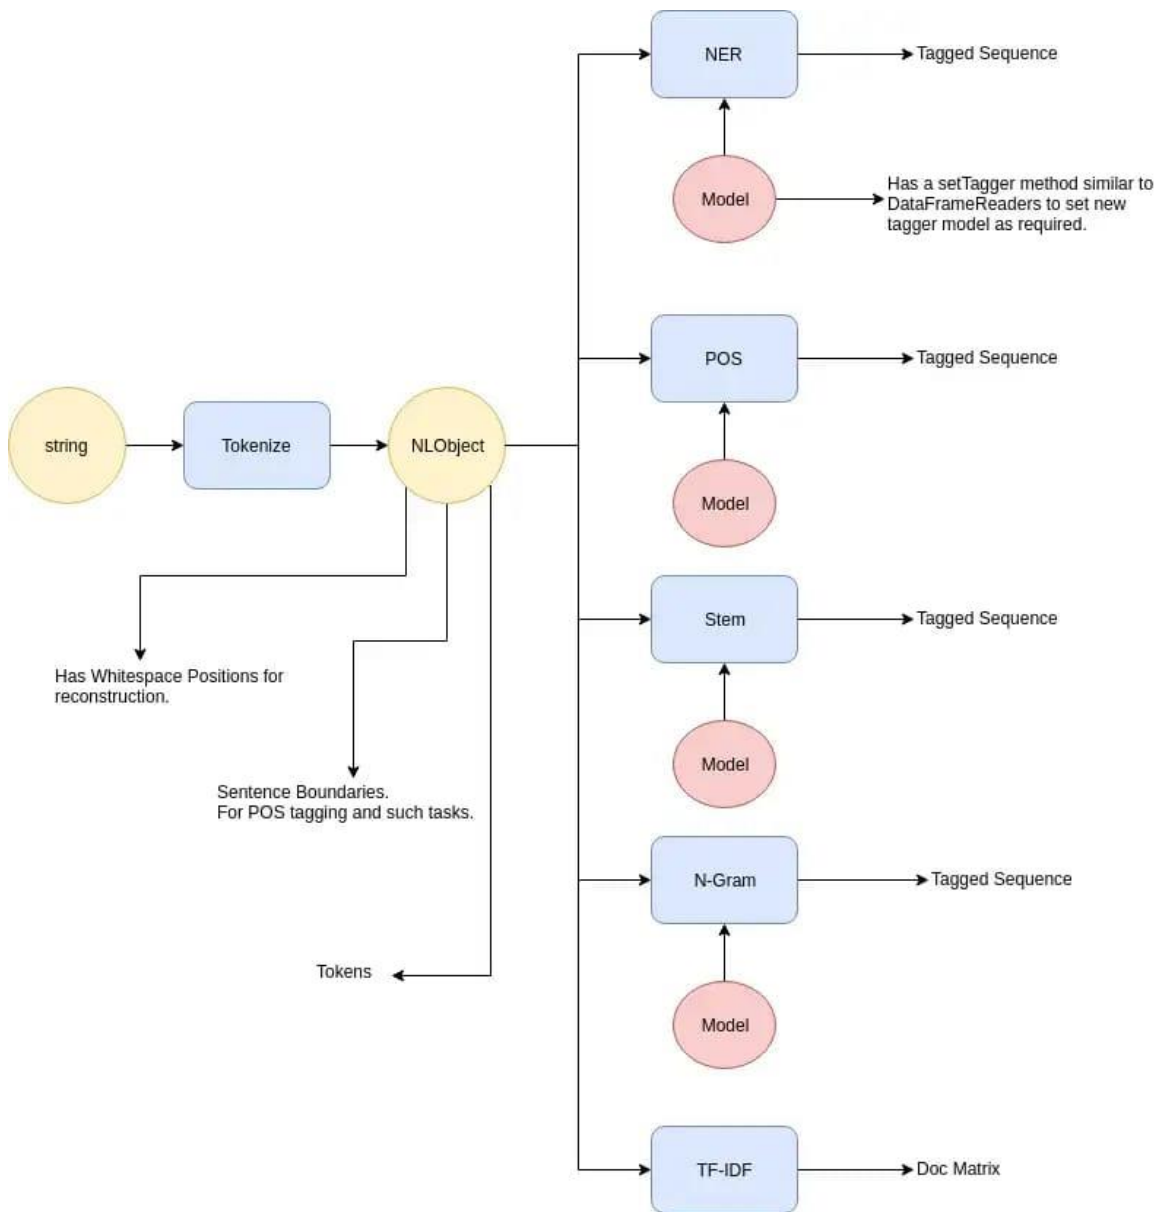 NER
Tagged Sequence
Model
Has a setTagger method similar to
DataFrameReaders to set new
tagger model as required.
POS
Tagged Sequence
string
Tokenize
NLObject
Model
Stem
Tagged Sequence
Has Whitespace Positions for
reconstruction.
Model
Sentence Boundaries.
For POS tagging and such tasks.
N-Gram
Tagged Sequence
Tokens
Model
TF-IDF
Doc Matrix